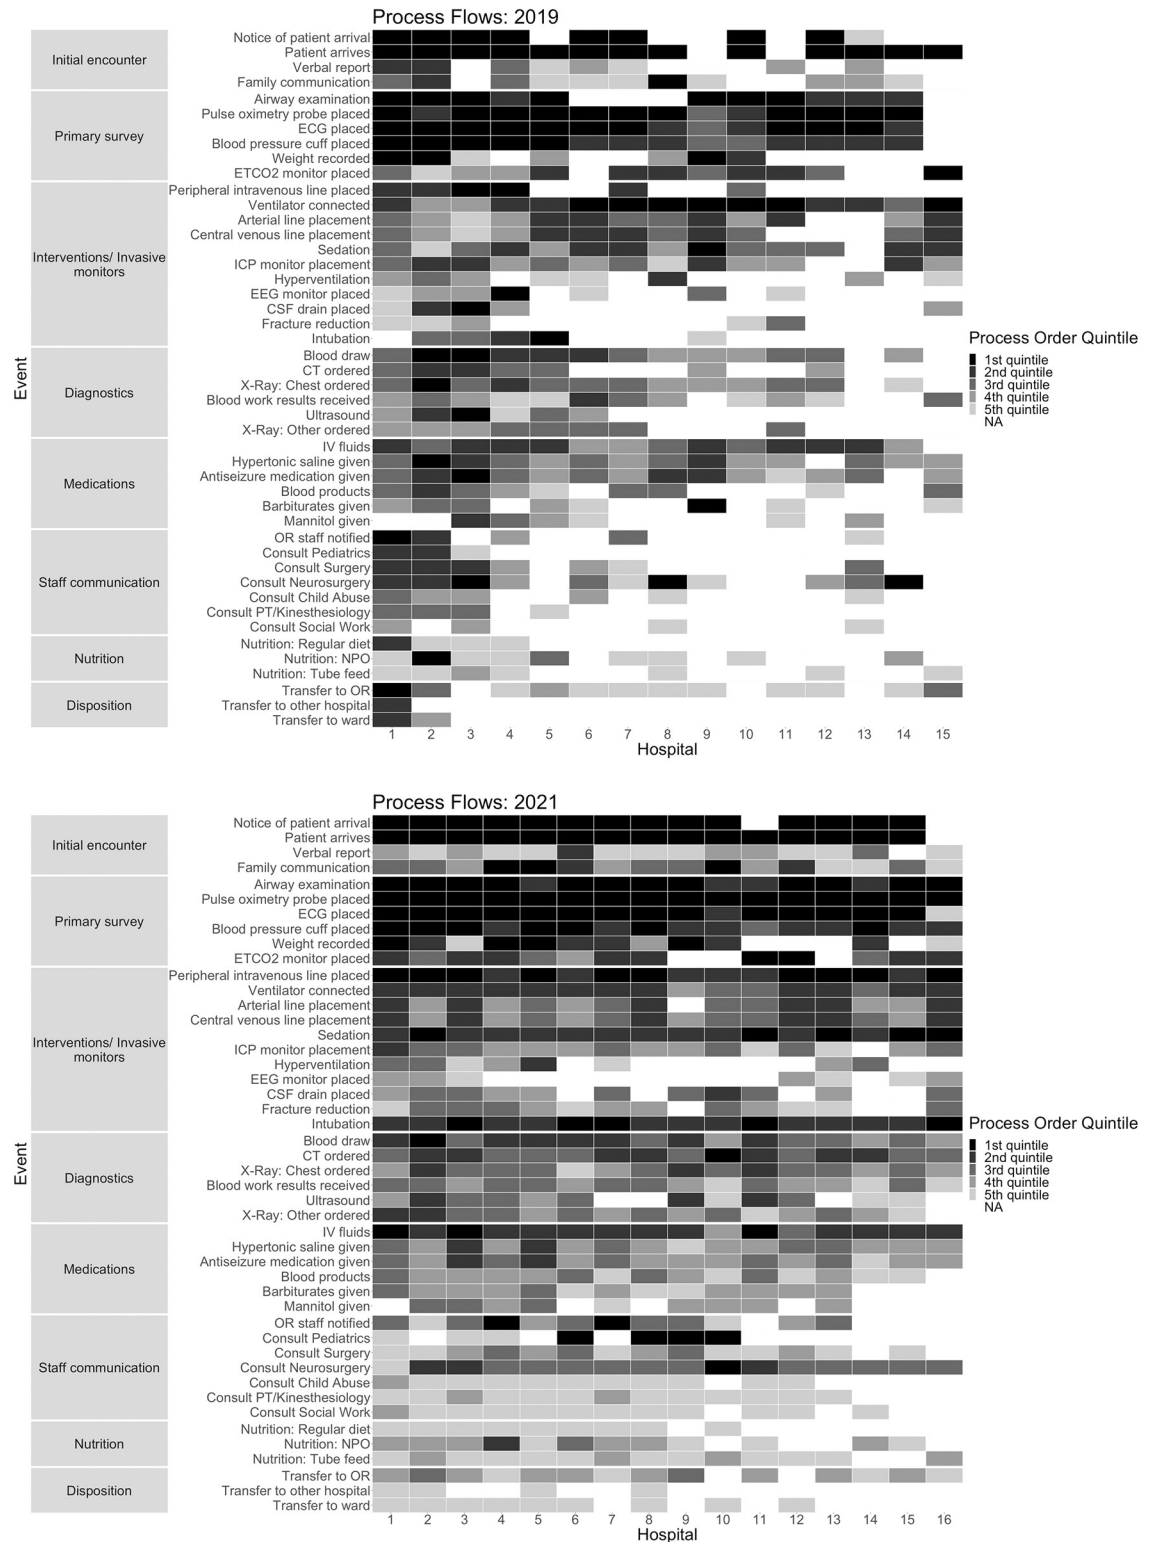 Process Flows: 2019
Initial encounter
Notice of patient arrival
Patient arrives
Verbal report
Family communication
Primary survey
Airway examination
Pulse oximetry probe placed
ECG placed
Blood pressure cuff placed
Weight recorded
ETCO2 monitor placed
Interventions/ Invasive
monitors
Peripheral intravenous line placed
Ventilator connected
Arterial line placement
Central venous line placement
Sedation
ICP monitor placement
Hyperventilation
EEG monitor placed
CSF drain placed
Fracture reduction
Intubation
Diagnostics
Blood draw
CT ordered
X-Ray: Chest ordered
Blood work results received
Ultrasound
X-Ray: Other ordered
Medications
IV fluids
Hypertonic saline given
Antiseizure medication given
Blood products
Barbiturates given
Mannitol given
Staff communication
OR staff notified
Consult Pediatrics
Consult Surgery
Consult Neurosurgery
Consult Child Abuse
Consult PT/Kinesthesiology
Consult Social Work
Nutrition
Nutrition: Regular diet
Nutrition: NPO
Nutrition: Tube feed
Disposition
Transfer to OR
Transfer to other hospital
Transfer to ward
Event
1 2 3 4 5 6 7 8 9 10 11 12 13 14 15
Hospital
Process Order Quintile
1st quintile
2nd quintile
3rd quintile
4th quintile
5th quintile
NA
Process Flows: 2021
Initial encounter
Notice of patient arrival
Patient arrives
Verbal report
Family communication
Primary survey
Airway examination
Pulse oximetry probe placed
ECG placed
Blood pressure cuff placed
Weight recorded
ETCO2 monitor placed
Interventions/ Invasive
monitors
Peripheral intravenous line placed
Ventilator connected
Arterial line placement
Central venous line placement
Sedation
ICP monitor placement
Hyperventilation
EEG monitor placed
CSF drain placed
Fracture reduction
Intubation
Diagnostics
Blood draw
CT ordered
X-Ray: Chest ordered
Blood work results received
Ultrasound
X-Ray: Other ordered
Medications
IV fluids
Hypertonic saline given
Antiseizure medication given
Blood products
Barbiturates given
Mannitol given
Staff communication
OR staff notified
Consult Pediatrics
Consult Surgery
Consult Neurosurgery
Consult Child Abuse
Consult PT/Kinesthesiology
Consult Social Work
Nutrition
Nutrition: Regular diet
Nutrition: NPO
Nutrition: Tube feed
Disposition
Transfer to OR
Transfer to other hospital
Transfer to ward
Event
1 2 3 4 5 6 7 8 9 10 11 12 13 14 15 16
Hospital
Process Order Quintile
1st quintile
2nd quintile
3rd quintile
4th quintile
5th quintile
NA